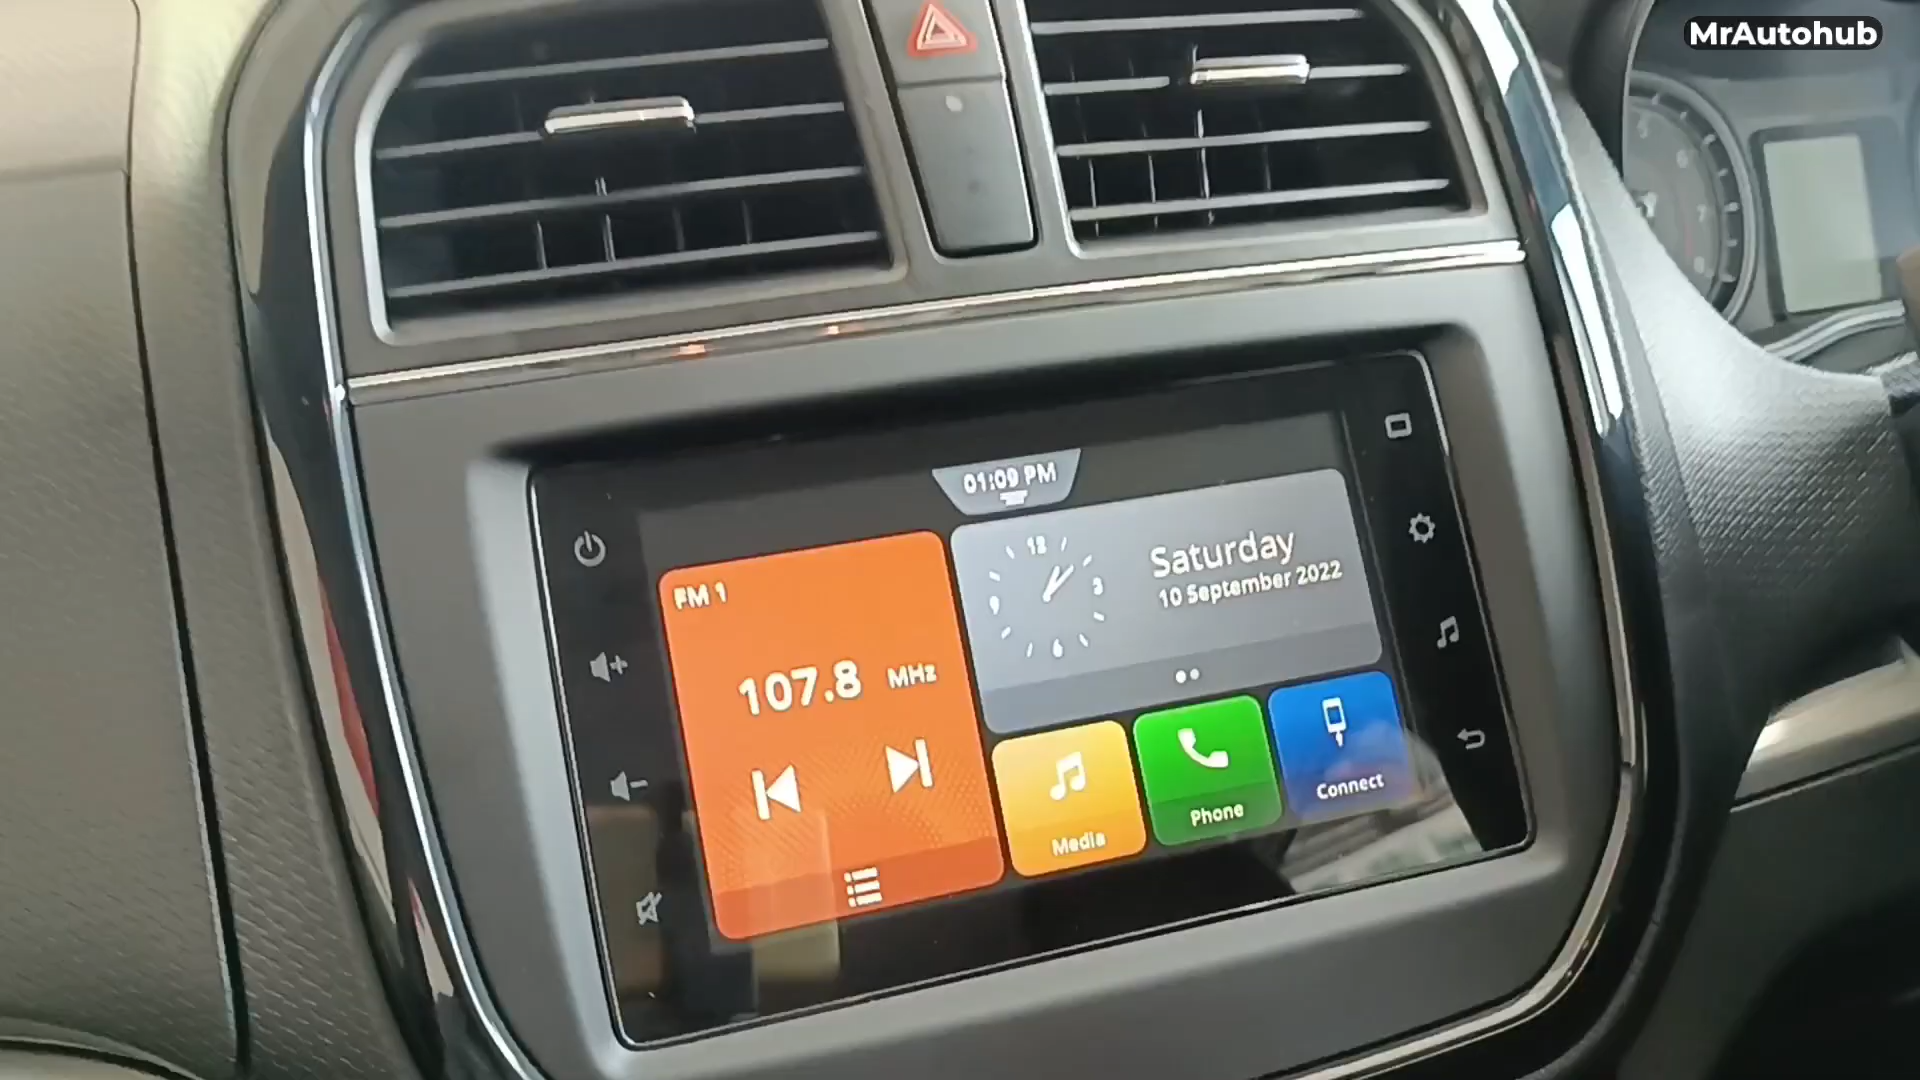 MrAutohub
01:09 PM
FM 1
107.8 MHz
12
3
6
9
Saturday
10 September 2022
Media
Phone
Connect